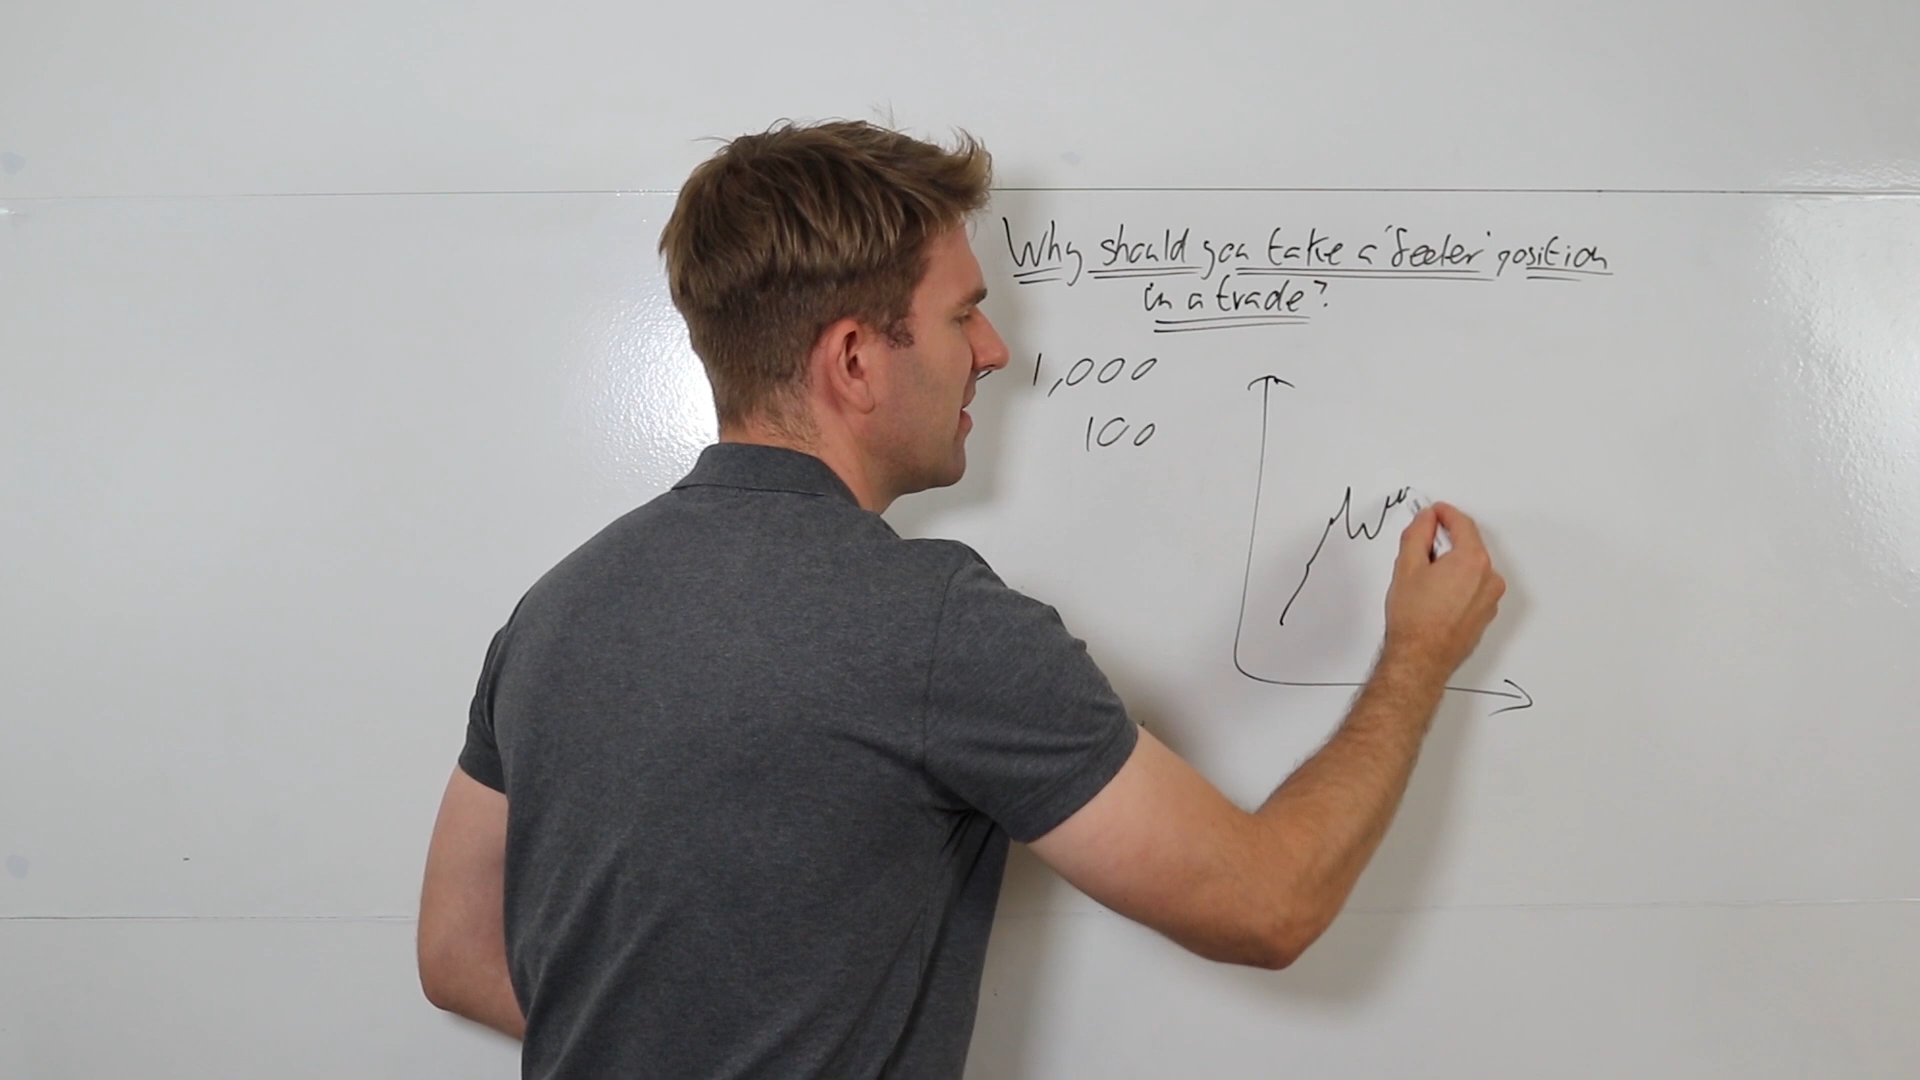 Why should you take a 'feeler' position
in a trade?
1,000
100